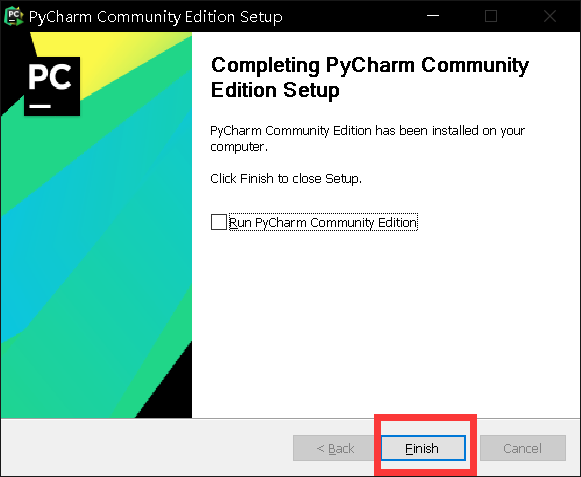 PyCharm Community Edition Setup
PC
Completing PyCharm Community
Edition Setup
PyCharm Community Edition has been installed on your
computer.
Click Finish to close Setup.
Run PyCharm Community Edition
< Back
Finish
Cancel